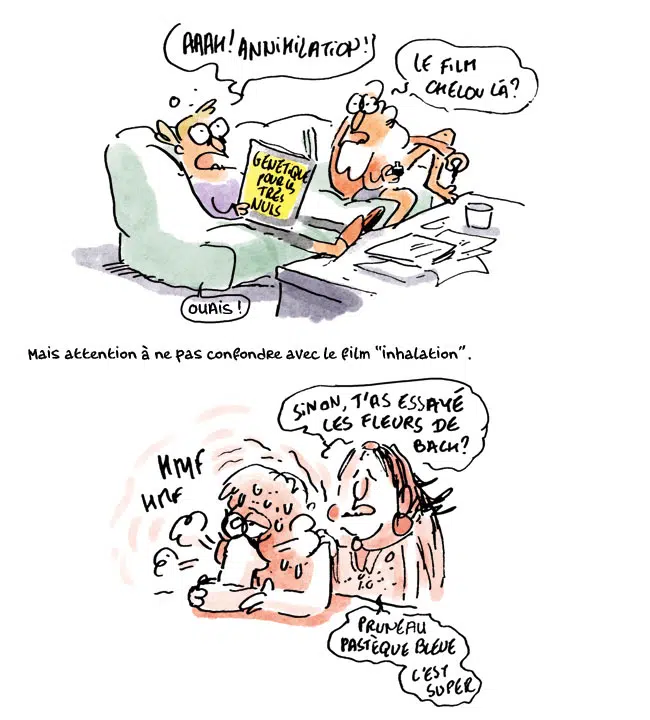 AAAH! ANNIHILATION!
LE FILM
CHELOU LÀ?
GÉNÉTIQUE
POUR LES
TRÈS
NULS
OUAIS!
Mais attention à ne pas confondre avec le film "inhalation".
SINON, T'AS ESSAYÉ
LES FLEURS DE
BACH?
HMF
HMF
PRUNEAU
PASTÈQUE BLEUE
C'EST
SUPER